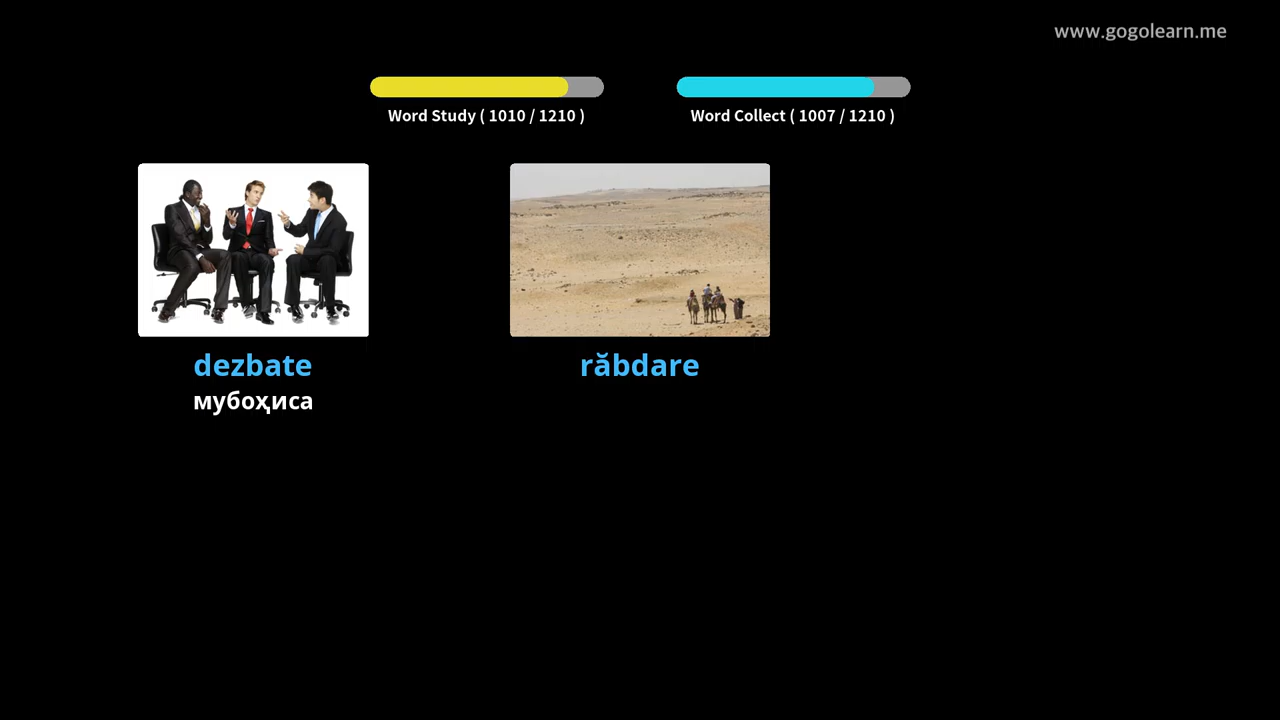 www.gogolearn.me
Word Study ( 1010 / 1210 )
Word Collect ( 1007 / 1210 )
dezbate
мубоҳиса
răbdare